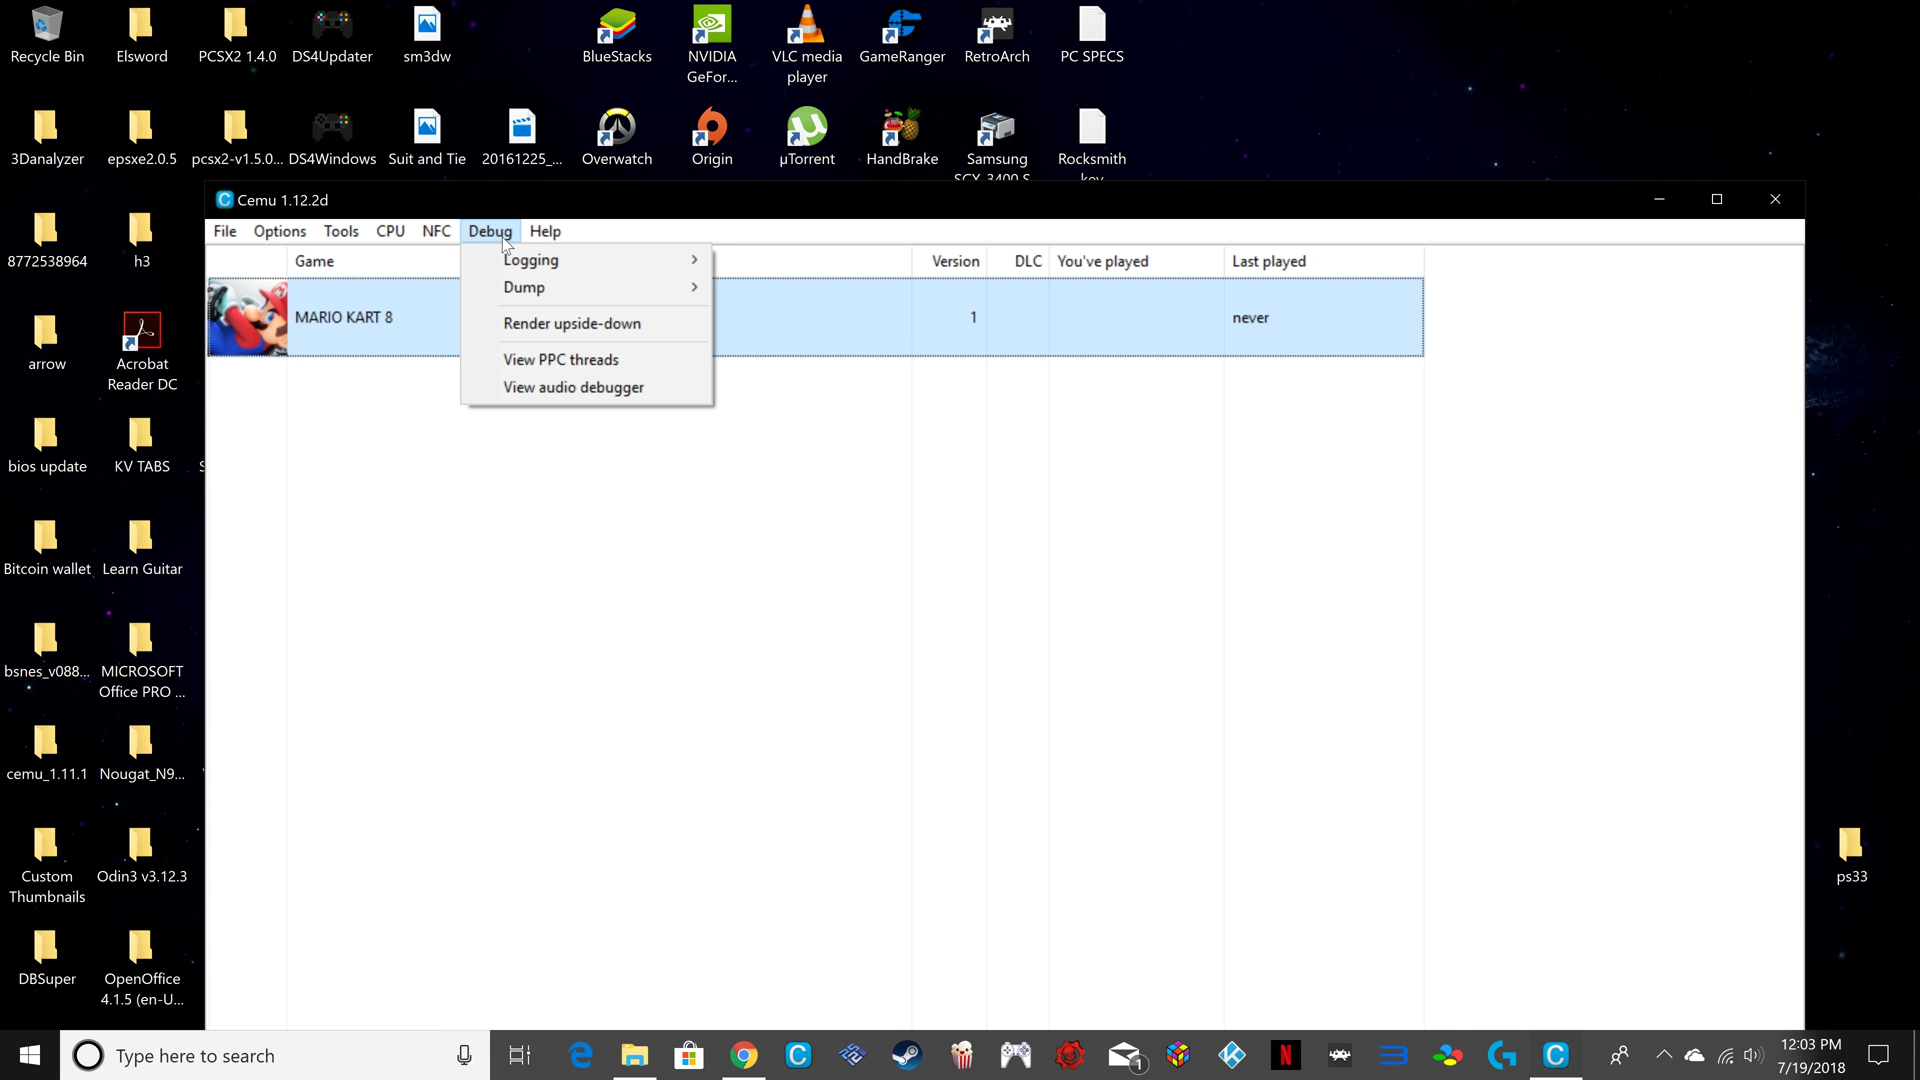 Recycle Bin
Elsword
PCSX2 1.4.0
DS4Updater
sm3dw
BlueStacks
NVIDIA
GeFor...
VLC media
player
GameRanger
RetroArch
PC SPECS
3Danalyzer
epsxe2.0.5
pcsx2-v1.5.0...
DS4Windows
Suit and Tie
20161225_...
Overwatch
Origin
µTorrent
HandBrake
Samsung
SCX-3400 S
Rocksmith
key
Cemu 1.12.2d
File Options Tools CPU NFC Debug Help
Game Version DLC You've played Last played
MARIO KART 8 1 never
Logging
Dump
Render upside-down
View PPC threads
View audio debugger
8772538964
h3
arrow
Acrobat
Reader DC
bios update
KV TABS
Bitcoin wallet
Learn Guitar
bsnes_v088...
MICROSOFT
Office PRO ...
cemu_1.11.1
Nougat_N9...
Custom
Thumbnails
Odin3 v3.12.3
DBSuper
OpenOffice
4.1.5 (en-U...
ps33
Type here to search
1
12:03 PM
7/19/2018